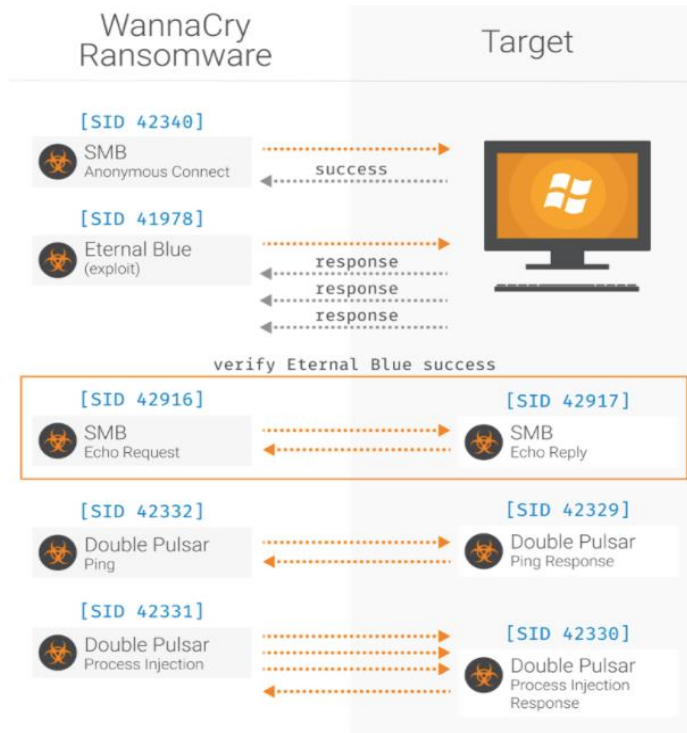 WannaCry
Ransomware
Target
[SID 42340]
SMB
Anonymous Connect
success
[SID 41978]
Eternal Blue
(exploit)
response
response
response
verify Eternal Blue success
[SID 42916]
SMB
Echo Request
[SID 42917]
SMB
Echo Reply
[SID 42332]
Double Pulsar
Ping
[SID 42329]
Double Pulsar
Ping Response
[SID 42331]
Double Pulsar
Process Injection
[SID 42330]
Double Pulsar
Process Injection
Response